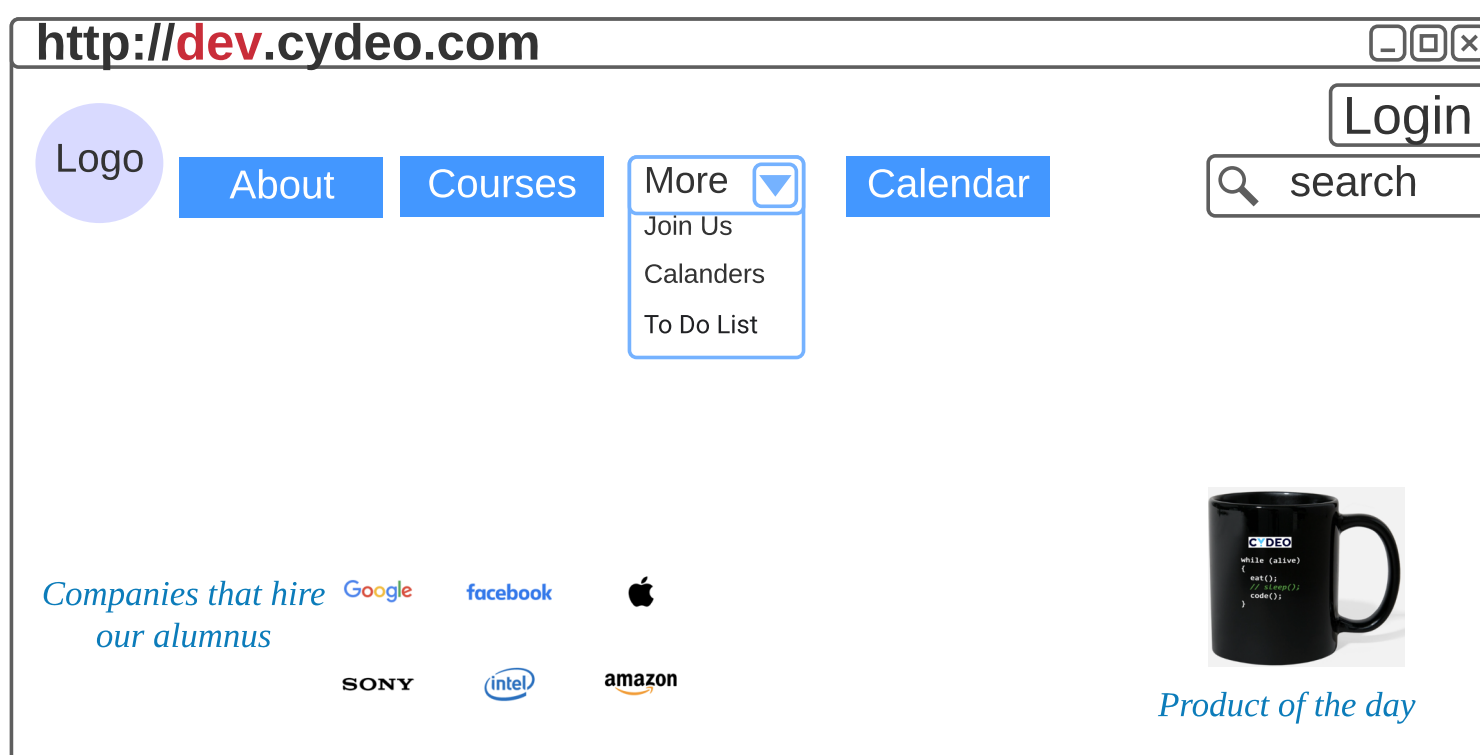 http://dev.cydeo.com
Login
Logo
About
Courses
More
Calendar
search
Join Us
Calanders
To Do List
Companies that hire
our alumnus
Google
facebook
SONY
intel
amazon
CYDEO
while (alive)
{
eat();
// sleep();
code();
}
Product of the day